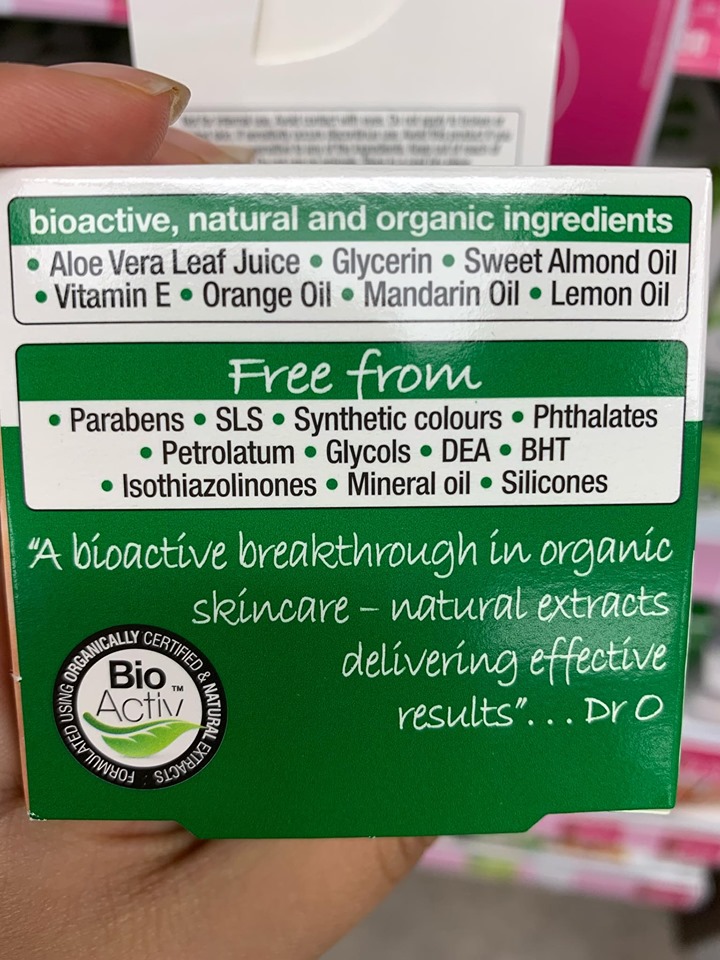 bioactive, natural and organic ingredients
• Aloe Vera Leaf Juice • Glycerin • Sweet Almond Oil
• Vitamin E • Orange Oil • Mandarin Oil • Lemon Oil
Free from
• Parabens • SLS • Synthetic colours • Phthalates
• Petrolatum • Glycols • DEA • BHT
• Isothiazolinones • Mineral oil • Silicones
“A bioactive breakthrough in organic
skincare – natural extracts
delivering effective
results”... Dr O
FORMULATED USING ORGANICALLY CERTIFIED & NATURAL EXTRACTS
Bio
Activ™